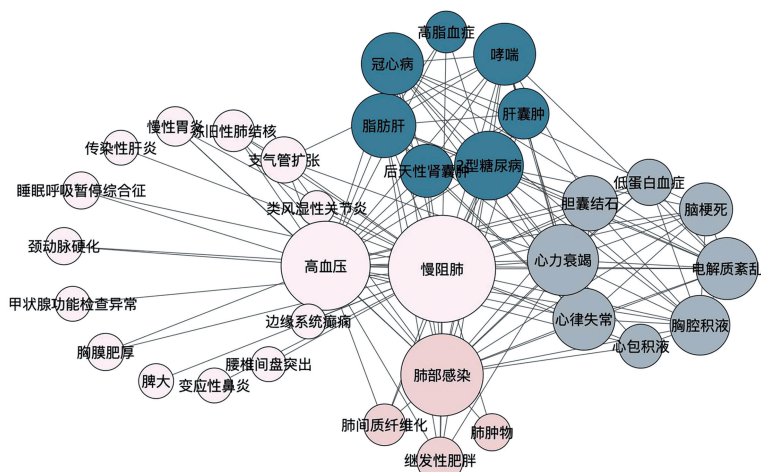 高脂血症
冠心病
哮喘
脂肪肝
肝囊肿
慢性胃炎
陈旧性肺结核
传染性肝炎
支气管扩张
后天性肾囊肿
2型糖尿病
睡眠呼吸暂停综合征
类风湿性关节炎
低蛋白血症
胆囊结石
脑梗死
颈动脉硬化
高血压
慢阻肺
心力衰竭
电解质紊乱
甲状腺功能检查异常
边缘系统癫痫
心律失常
胸腔积液
胸膜肥厚
心包积液
腰椎间盘突出
脾大
变应性鼻炎
肺部感染
肺间质纤维化
肺肿物
继发性肥胖